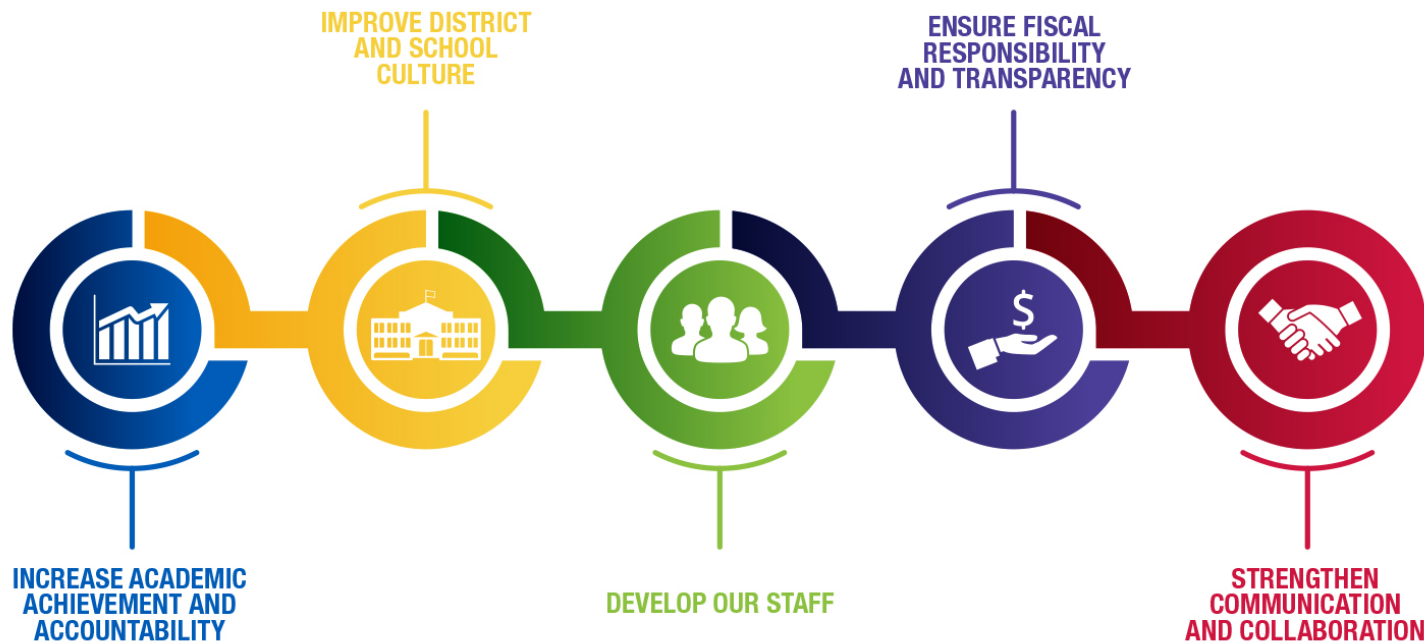 IMPROVE DISTRICT
AND SCHOOL
CULTURE
ENSURE FISCAL
RESPONSIBILITY
AND TRANSPARENCY
$
INCREASE ACADEMIC
ACHIEVEMENT AND
ACCOUNTABILITY
DEVELOP OUR STAFF
STRENGTHEN
COMMUNICATION
AND COLLABORATION